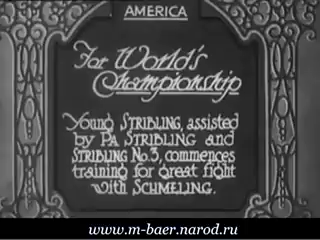 AMERICA
For World's
Championship
Young STRIBLING, assisted
by PA STRIBLING and
STRIBLING No.3, commences
training for great fight
with SCHMELING.
www.m-baer.narod.ru